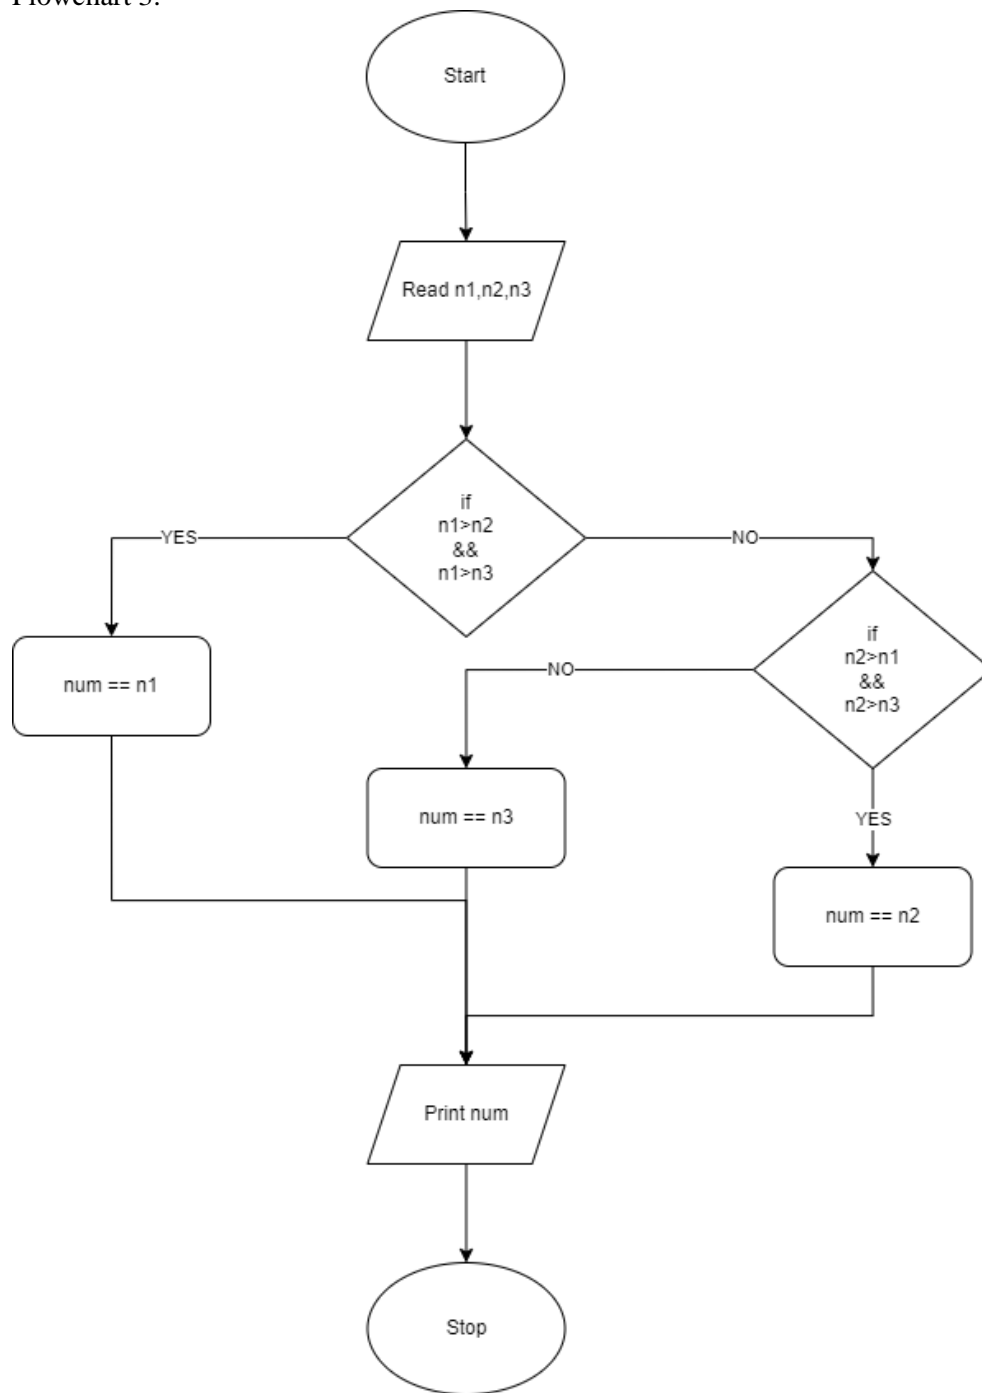 Flowchart 3:
Start
Read n1,n2,n3
if
n1>n2
&&
n1>n3
YES
NO
if
n2>n1
&&
n2>n3
NO
num == n1
num == n3
YES
num == n2
Print num
Stop